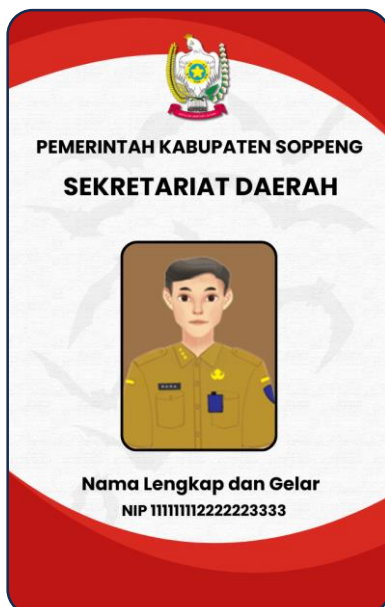 PEMERINTAH KABUPATEN SOPPENG
SEKRETARIAT DAERAH
Nama Lengkap dan Gelar
NIP 111111112222223333